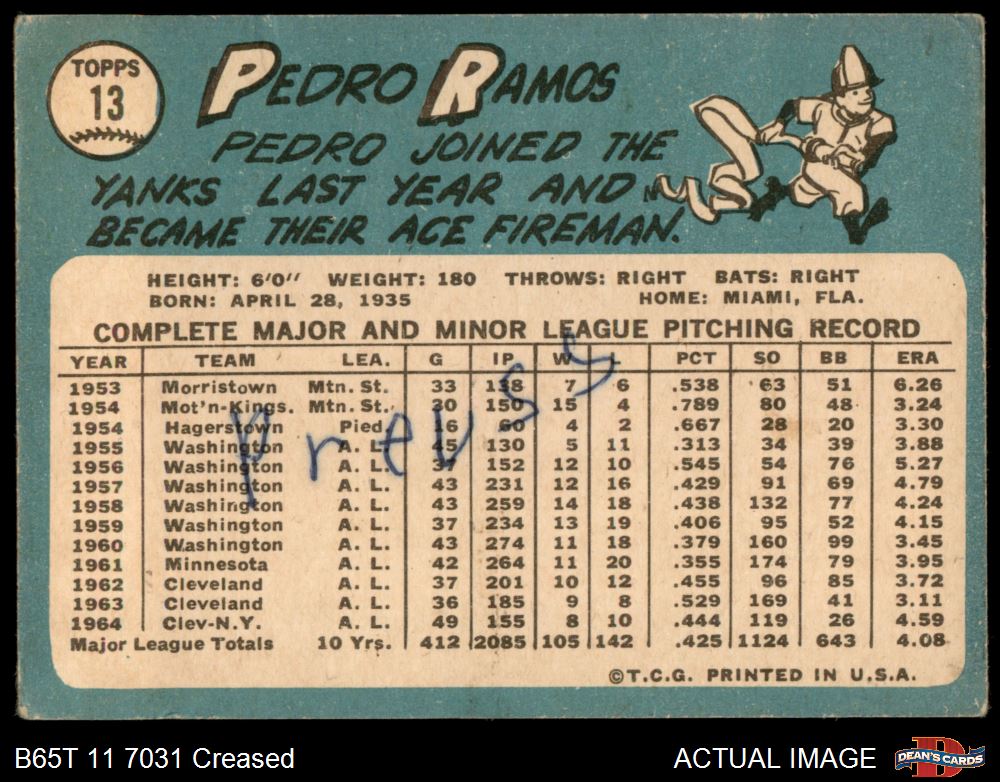 TOPPS
13
PEDRO RAMOS
PEDRO JOINED THE
YANKS LAST YEAR AND
BECAME THEIR ACE FIREMAN.
HEIGHT: 6'0" WEIGHT: 180 THROWS: RIGHT BATS: RIGHT
BORN: APRIL 28, 1935 HOME: MIAMI, FLA.
COMPLETE MAJOR AND MINOR LEAGUE PITCHING RECORD
YEAR TEAM LEA. G IP W L PCT SO BB ERA
1953 Morristown Mtn. St. 33 138 7 6 .538 63 51 6.26
1954 Mot'n-Kings. Mtn. St. 30 150 15 4 .789 80 48 3.24
1954 Hagerstown Pied. 16 60 4 2 .667 28 20 3.30
1955 Washington A. L. 45 130 5 11 .313 34 39 3.88
1956 Washington A. L. 37 152 12 10 .545 54 76 5.27
1957 Washington A. L. 43 231 12 16 .429 91 69 4.79
1958 Washington A. L. 43 259 14 18 .438 132 77 4.24
1959 Washington A. L. 37 234 13 19 .406 95 52 4.15
1960 Washington A. L. 43 274 11 18 .379 160 99 3.45
1961 Minnesota A. L. 42 264 11 20 .355 174 79 3.95
1962 Cleveland A. L. 37 201 10 12 .455 96 85 3.72
1963 Cleveland A. L. 36 185 9 8 .529 169 41 3.11
1964 Clev-N.Y. A. L. 49 155 8 10 .444 119 26 4.59
Major League Totals 10 Yrs. 412 2085 105 142 .425 1124 643 4.08
©T.C.G. PRINTED IN U.S.A.
B65T 11 7031 Creased
ACTUAL IMAGE
DEAN'S CARDS